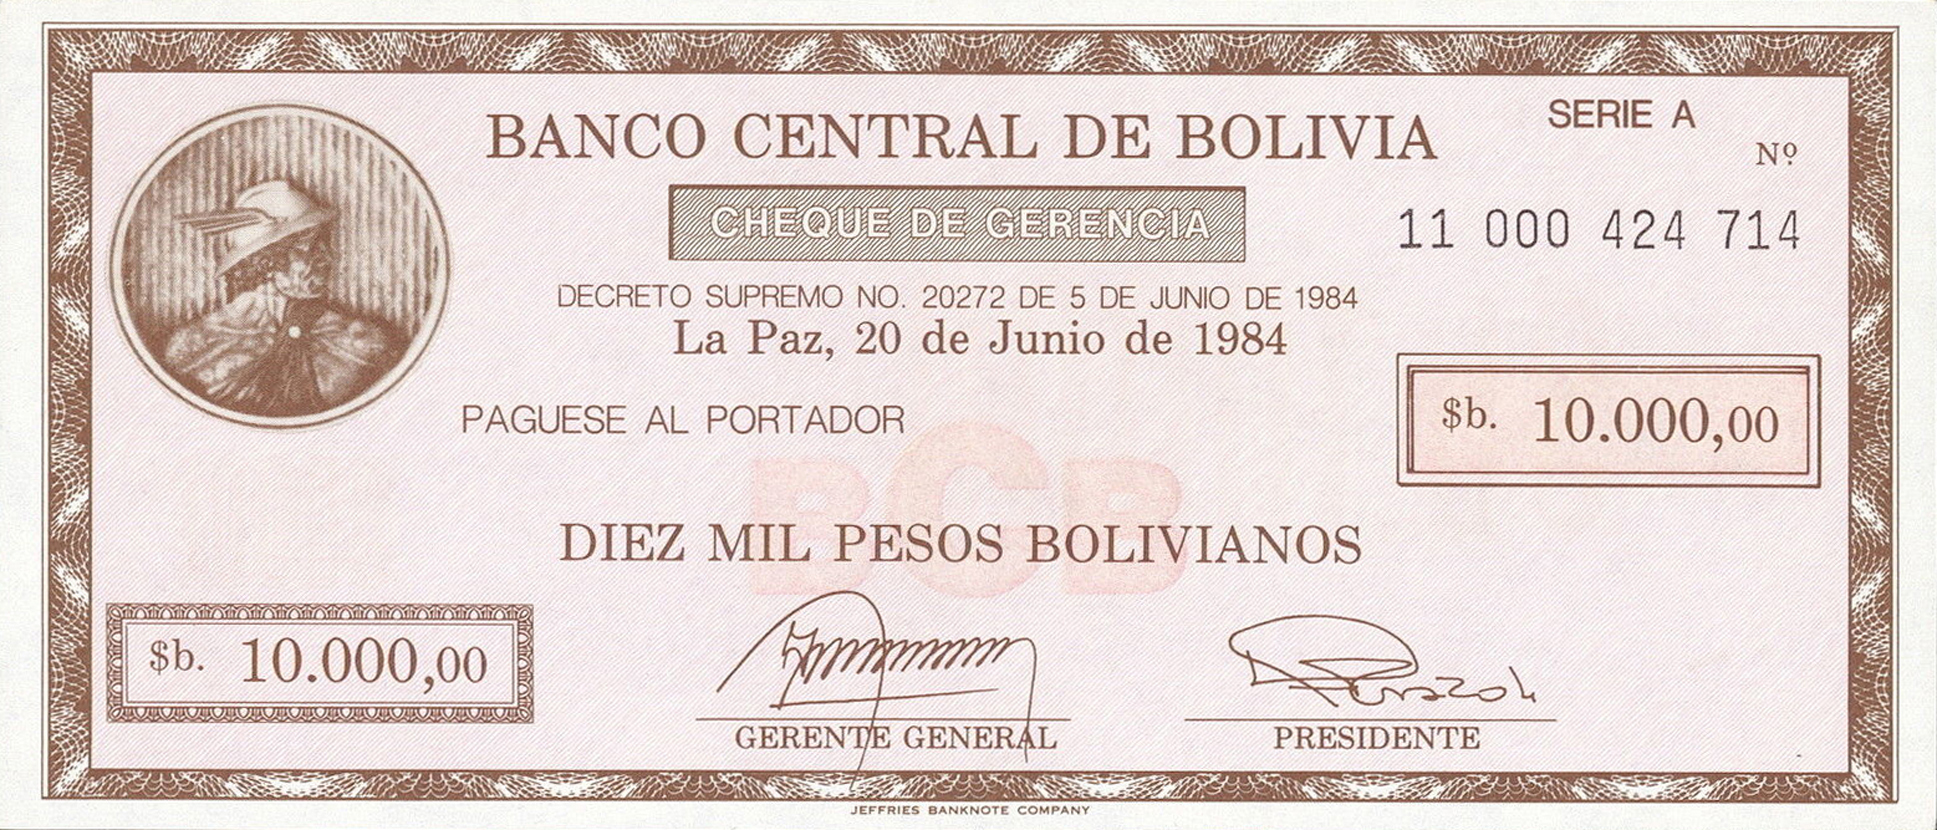 BANCO CENTRAL DE BOLIVIA
SERIE A
Nº
CHEQUE DE GERENCIA
11 000 424 714
DECRETO SUPREMO NO. 20272 DE 5 DE JUNIO DE 1984
La Paz, 20 de Junio de 1984
$b. 10.000,00
PAGUESE AL PORTADOR
BCB
DIEZ MIL PESOS BOLIVIANOS
$b. 10.000,00
GERENTE GENERAL
PRESIDENTE
JEFFRIES BANKNOTE COMPANY